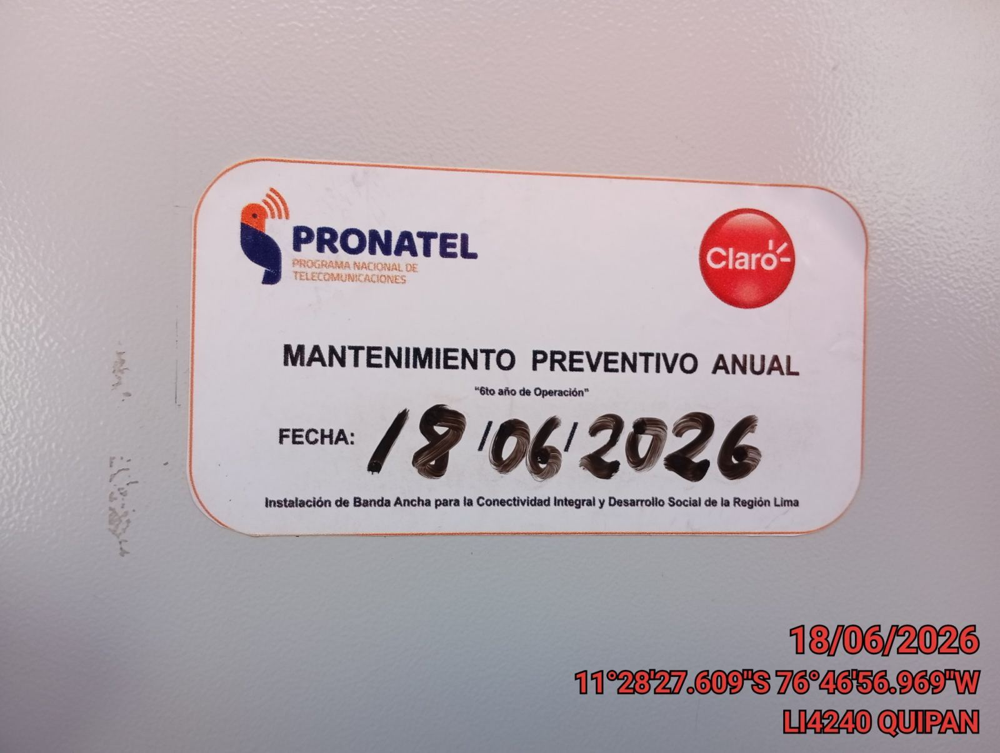 PRONATEL
PROGRAMA NACIONAL DE
TELECOMUNICACIONES
Claro
MANTENIMIENTO PREVENTIVO ANUAL
"6to año de Operación"
FECHA: 18/06/2026
Instalación de Banda Ancha para la Conectividad Integral y Desarrollo Social de la Región Lima
18/06/2026
11°28'27.609"S 76°46'56.969"W
LI4240 QUIPAN